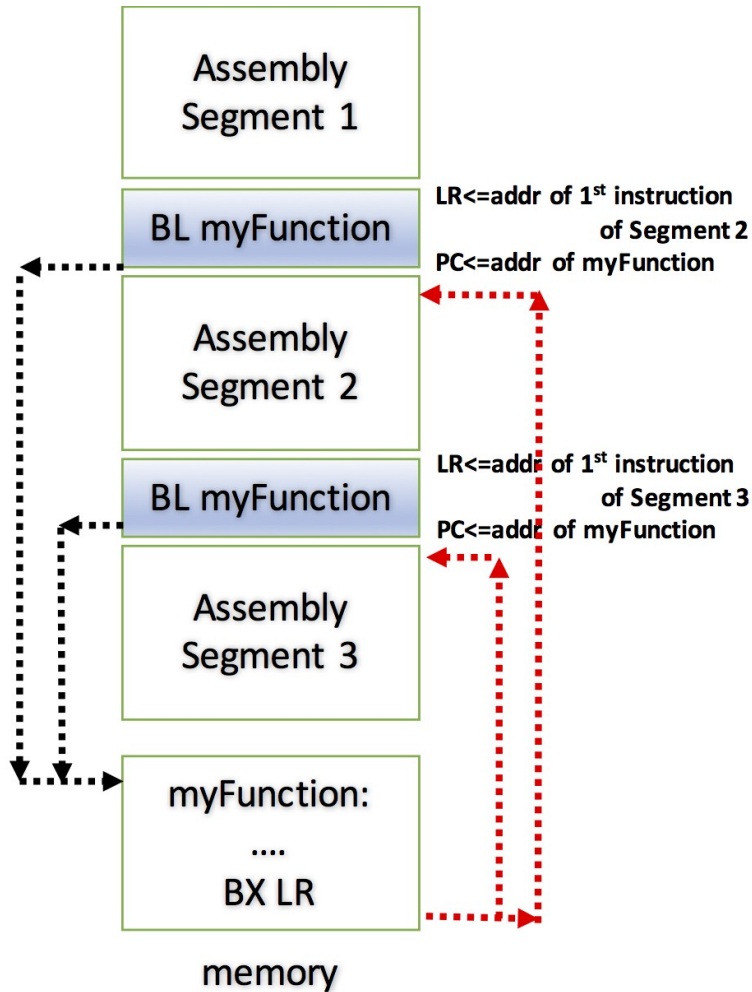 Assembly
Segment 1
BL myFunction
LR<=addr of 1st instruction
of Segment 2
PC<=addr of myFunction
Assembly
Segment 2
BL myFunction
LR<=addr of 1st instruction
of Segment 3
PC<=addr of myFunction
Assembly
Segment 3
myFunction:
....
BX LR
memory